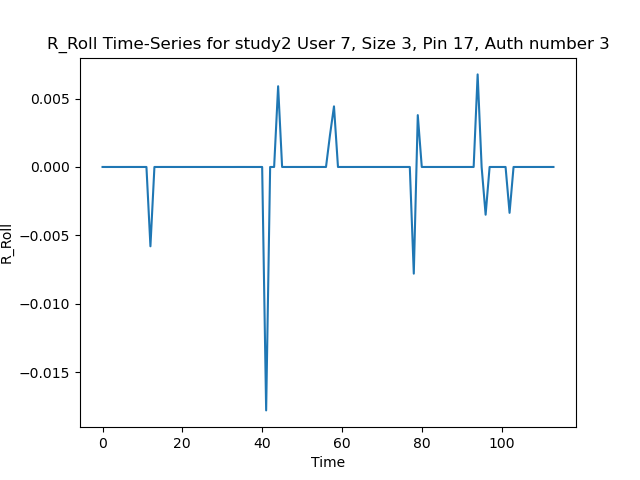 R_Roll Time-Series for study2 User 7, Size 3, Pin 17, Auth number 3
0.005
0.000
−0.005
−0.010
−0.015
R_Roll
0 20 40 60 80 100
Time